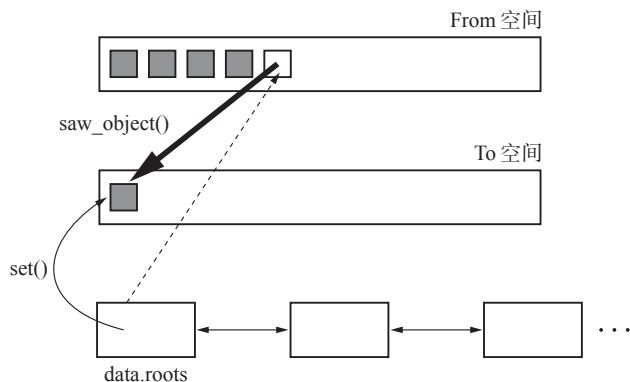 From 空间
saw_object()
To 空间
set()
data.roots
...